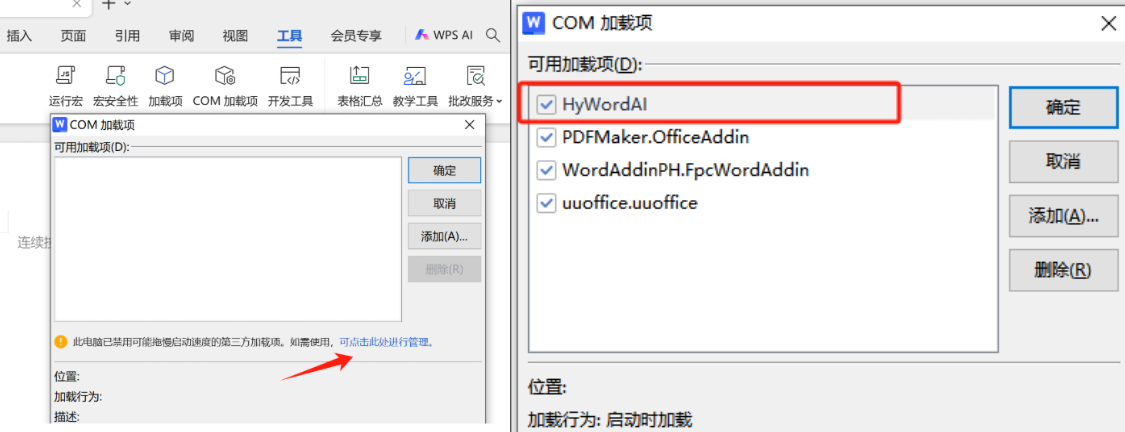 插入 页面 引用 审阅 视图 工具 会员专享 WPS AI
运行宏 宏安全性 加载项 COM 加载项 开发工具 表格汇总 教学工具 批改服务
COM 加载项
可用加载项(D):
确定
取消
添加(A)...
删除(R)
此电脑已禁用可能拖慢启动速度的第三方加载项。如需使用，可点击此处进行管理。
位置:
加载行为:
描述:
连续
COM 加载项
可用加载项(D):
HyWordAI
PDFMaker.OfficeAddin
WordAddinPH.FpcWordAddin
uuoffice.uuoffice
确定
取消
添加(A)...
删除(R)
位置:
加载行为: 启动时加载